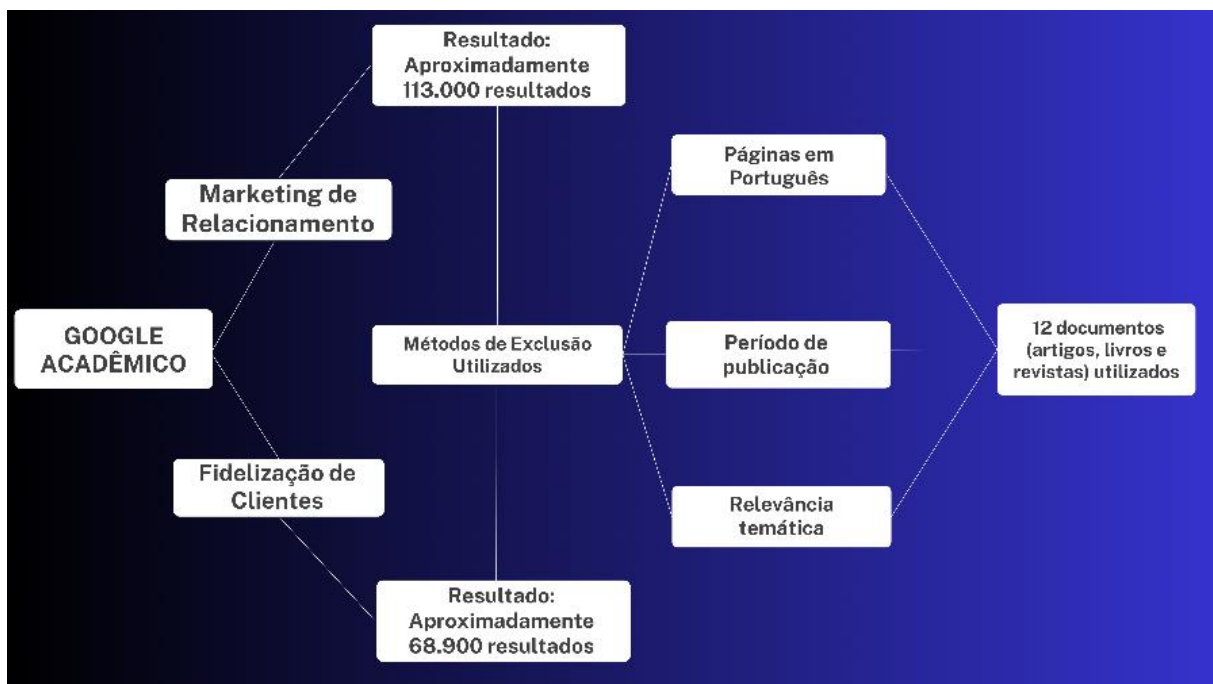 Resultado:
Aproximadamente
113.000 resultados
Marketing de
Relacionamento
GOOGLE
ACADÊMICO
Fidelização de
Clientes
Resultado:
Aproximadamente
68.900 resultados
Métodos de Exclusão
Utilizados
Páginas em
Português
Período de
publicação
Relevância
temática
12 documentos
(artigos, livros e
revistas) utilizados